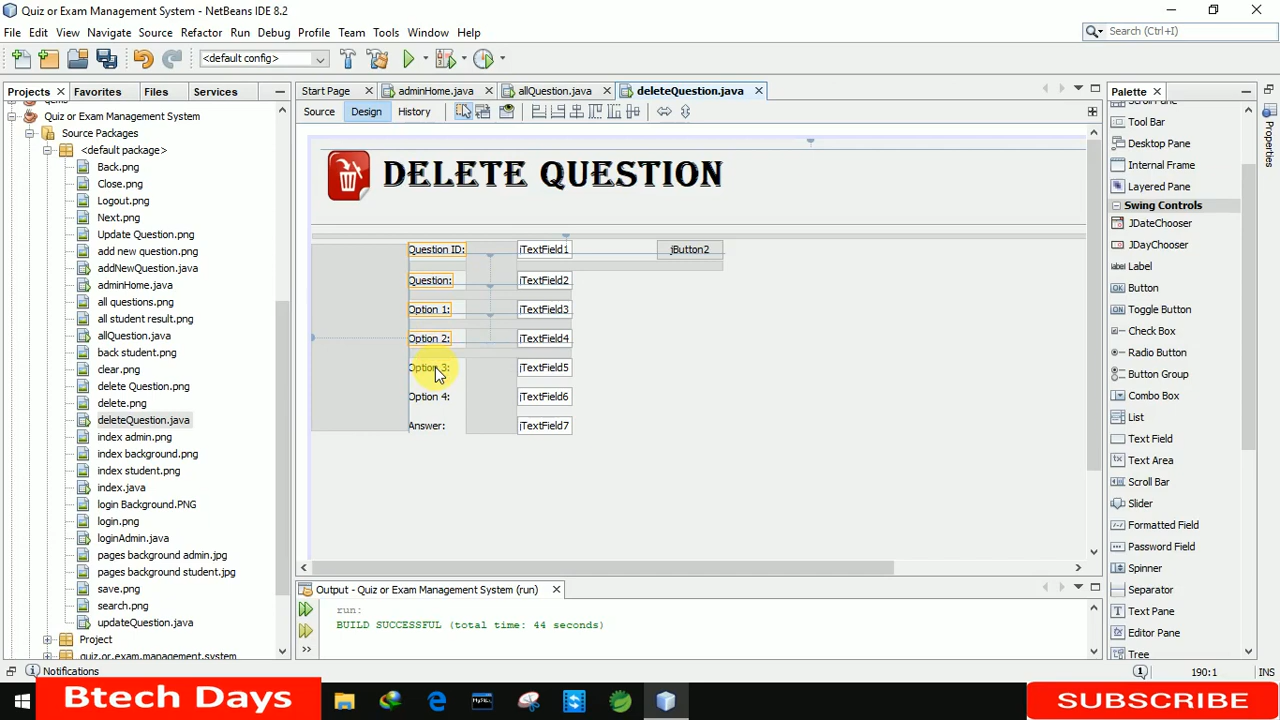 Quiz or Exam Management System - NetBeans IDE 8.2
File Edit View Navigate Source Refactor Run Debug Profile Team Tools Window Help
Search (Ctrl+I)
<default config>
Projects Favorites Files Services
Start Page adminHome.java allQuestion.java deleteQuestion.java
Palette
Source Design History
Quiz or Exam Management System
Source Packages
<default package>
Back.png
Close.png
Logout.png
Next.png
Update Question.png
add new question.png
addNewQuestion.java
adminHome.java
all questions.png
all student result.png
allQuestion.java
back student.png
clear.png
delete Question.png
delete.png
deleteQuestion.java
index admin.png
index background.png
index student.png
index.java
login Background.PNG
login.png
loginAdmin.java
pages background admin.jpg
pages background student.jpg
save.png
search.png
updateQuestion.java
Project
quiz.or.exam.management.system
DELETE QUESTION
Question ID: jTextField1 jButton2
Question: jTextField2
Option 1: jTextField3
Option 2: jTextField4
Option 3: jTextField5
Option 4: jTextField6
Answer: jTextField7
Tool Bar
Desktop Pane
Internal Frame
Layered Pane
Swing Controls
JDateChooser
JDayChooser
Label
Button
Toggle Button
Check Box
Radio Button
Button Group
Combo Box
List
Text Field
Text Area
Scroll Bar
Slider
Formatted Field
Password Field
Spinner
Separator
Text Pane
Editor Pane
Tree
Properties
Output - Quiz or Exam Management System (run)
run:
BUILD SUCCESSFUL (total time: 44 seconds)
Notifications
190:1 INS
Btech Days
SUBSCRIBE